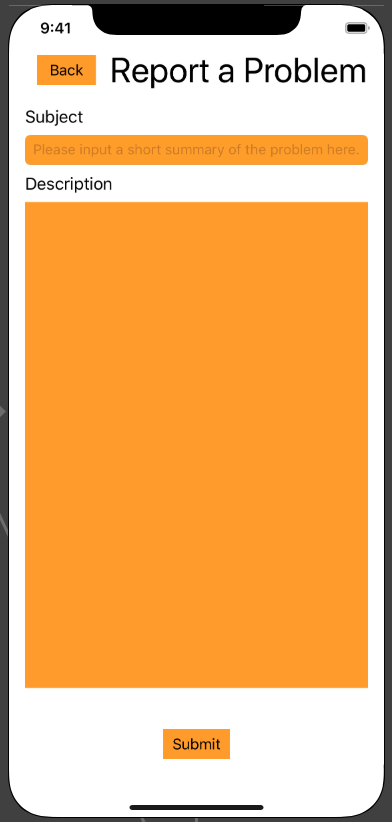 9:41
Back
Report a Problem
Subject
Please input a short summary of the problem here.
Description
Submit